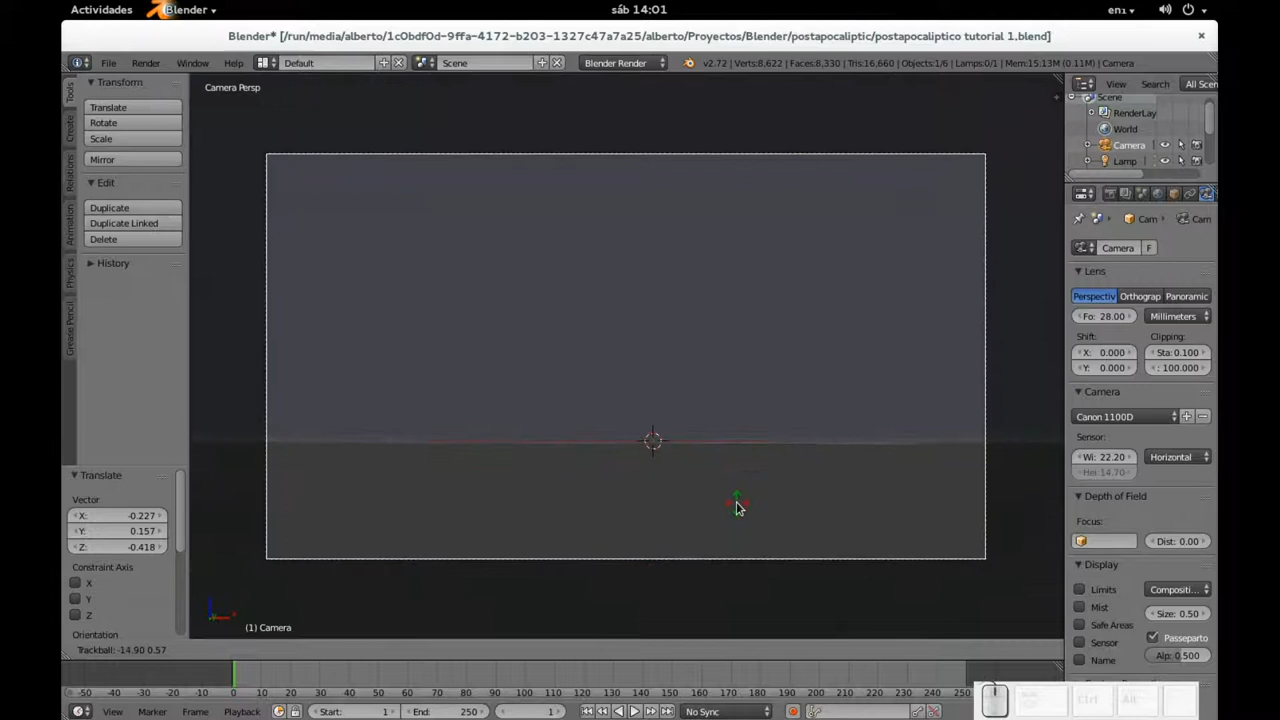 Actividades Blender sáb 14:01 en₁
Blender* [/run/media/alberto/1c0bdf0d-9ffa-4172-b203-1327c47a7a25/alberto/Proyectos/Blender/postapocaliptic/postapocaliptico tutorial 1.blend]
File Render Window Help Default Scene Blender Render v2.72 | Verts:8,622 | Faces:8,330 | Tris:16,660 | Objects:1/6 | Lamps:0/1 | Mem:15.13M (0.11M) | Camera
Tools
Create
Relations
Animation
Physics
Grease Pencil
Transform
Translate
Rotate
Scale
Mirror
Edit
Duplicate
Duplicate Linked
Delete
History
Translate
Vector
X: -0.227
Y: 0.157
Z: -0.418
Constraint Axis
X
Y
Z
Orientation
Camera Persp
(1) Camera
Trackball: -14.90 0.57
View Search All Scen
Scene
RenderLay
World
Camera
Lamp
Cam Cam
Camera F
Lens
Perspectiv Orthograp Panoramic
Fo: 28.00 Millimeters
Shift: Clipping:
X: 0.000 Sta: 0.100
Y: 0.000 : 100.000
Camera
Canon 1100D
Sensor:
Wi: 22.20 Horizontal
Hei: 14.70
Depth of Field
Focus:
Dist: 0.00
Display
Limits Compositi...
Mist Size: 0.50
Safe Areas
Sensor Passeparto
Name Alp: 0.500
-50 -40 -30 -20 -10 0 10 20 30 40 50 60 70 80 90 100 110 120 130 140 150 160 170 180 190 200 210 220 230 240 250
View Marker Frame Playback Start: 1 End: 250 1 No Sync
Ctrl Alt